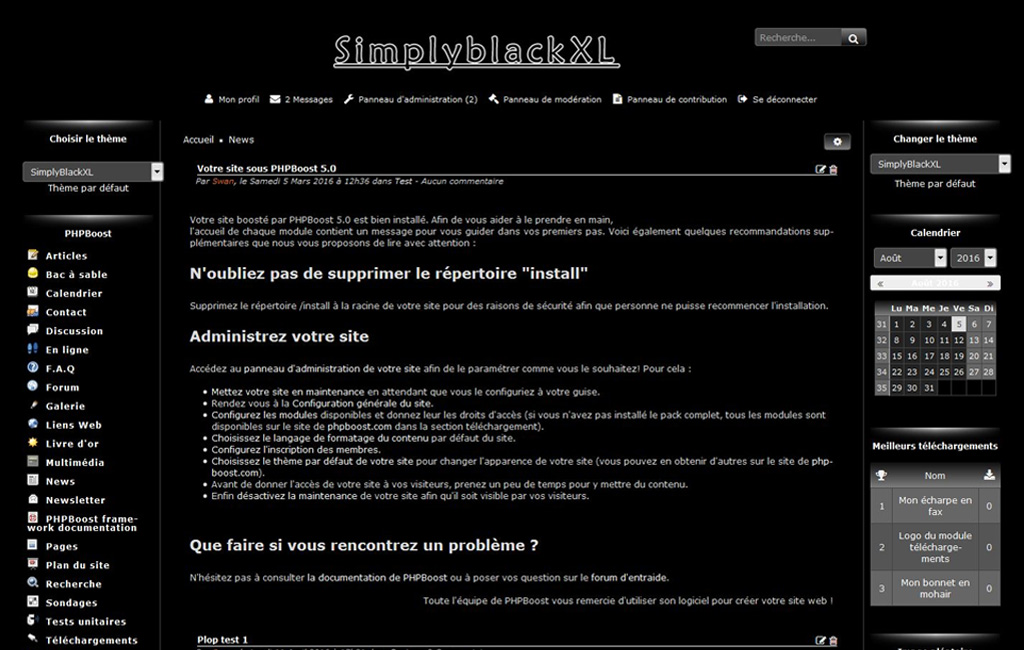 SimplyblackXL
Recherche...
Mon profil 2 Messages Panneau d'administration (2) Panneau de modération Panneau de contribution Se déconnecter
Choisir le thème
SimplyBlackXL
Thème par défaut
PHPBoost
Articles
Bac à sable
Calendrier
Contact
Discussion
En ligne
F.A.Q
Forum
Galerie
Liens Web
Livre d'or
Multimédia
News
Newsletter
PHPBoost frame-
work documentation
Pages
Plan du site
Recherche
Sondages
Tests unitaires
Téléchargements
Accueil • News
Votre site sous PHPBoost 5.0
Par Swan, le Samedi 5 Mars 2016 à 12h36 dans Test - Aucun commentaire
Votre site boosté par PHPBoost 5.0 est bien installé. Afin de vous aider à le prendre en main,
l'accueil de chaque module contient un message pour vous guider dans vos premiers pas. Voici également quelques recommandations sup-
plémentaires que nous vous proposons de lire avec attention :
N'oubliez pas de supprimer le répertoire "install"
Supprimez le répertoire /install à la racine de votre site pour des raisons de sécurité afin que personne ne puisse recommencer l'installation.
Administrez votre site
Accédez au panneau d'administration de votre site afin de le paramétrer comme vous le souhaitez! Pour cela :
• Mettez votre site en maintenance en attendant que vous le configuriez à votre guise.
• Rendez vous à la Configuration générale du site.
• Configurez les modules disponibles et donnez leur les droits d'accès (si vous n'avez pas installé le pack complet, tous les modules sont
disponibles sur le site de phpboost.com dans la section téléchargement).
• Choisissez le langage de formatage du contenu par défaut du site.
• Configurez l'inscription des membres.
• Choisissez le thème par défaut de votre site pour changer l'apparence de votre site (vous pouvez en obtenir d'autres sur le site de php-
boost.com).
• Avant de donner l'accès de votre site à vos visiteurs, prenez un peu de temps pour y mettre du contenu.
• Enfin désactivez la maintenance de votre site afin qu'il soit visible par vos visiteurs.
Que faire si vous rencontrez un problème ?
N'hésitez pas à consulter la documentation de PHPBoost ou à poser votre question sur le forum d'entraide.
Toute l'équipe de PHPBoost vous remercie d'utiliser son logiciel pour créer votre site web !
Plop test 1
Changer le thème
SimplyBlackXL
Thème par défaut
Calendrier
Août 2016
« Août 2016 »
Lu Ma Me Je Ve Sa Di
31 1 2 3 4 5 6 7
32 8 9 10 11 12 13 14
33 15 16 17 18 19 20 21
34 22 23 24 25 26 27 28
35 29 30 31
Meilleurs téléchargements
Nom
1 Mon écharpe en 0
fax
2 Logo du module 0
télécharge-
ments
3 Mon bonnet en 0
mohair